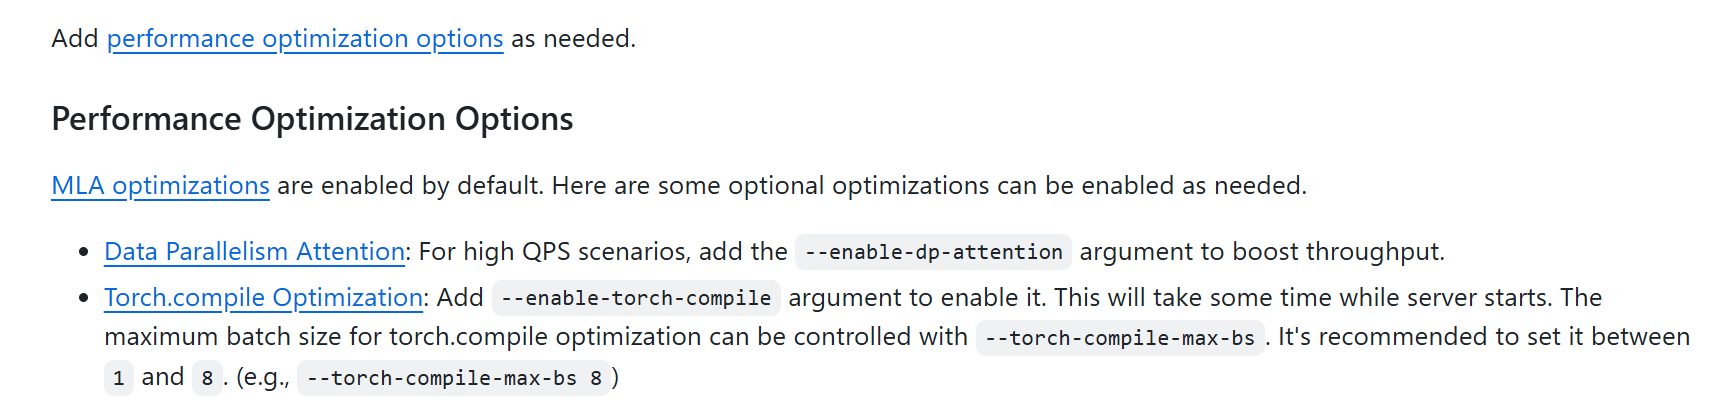 Add performance optimization options as needed.
Performance Optimization Options
MLA optimizations are enabled by default. Here are some optional optimizations can be enabled as needed.
Data Parallelism Attention: For high QPS scenarios, add the --enable-dp-attention argument to boost throughput.
Torch.compile Optimization: Add --enable-torch-compile argument to enable it. This will take some time while server starts. The
maximum batch size for torch.compile optimization can be controlled with --torch-compile-max-bs. It's recommended to set it between
1 and 8. (e.g., --torch-compile-max-bs 8)